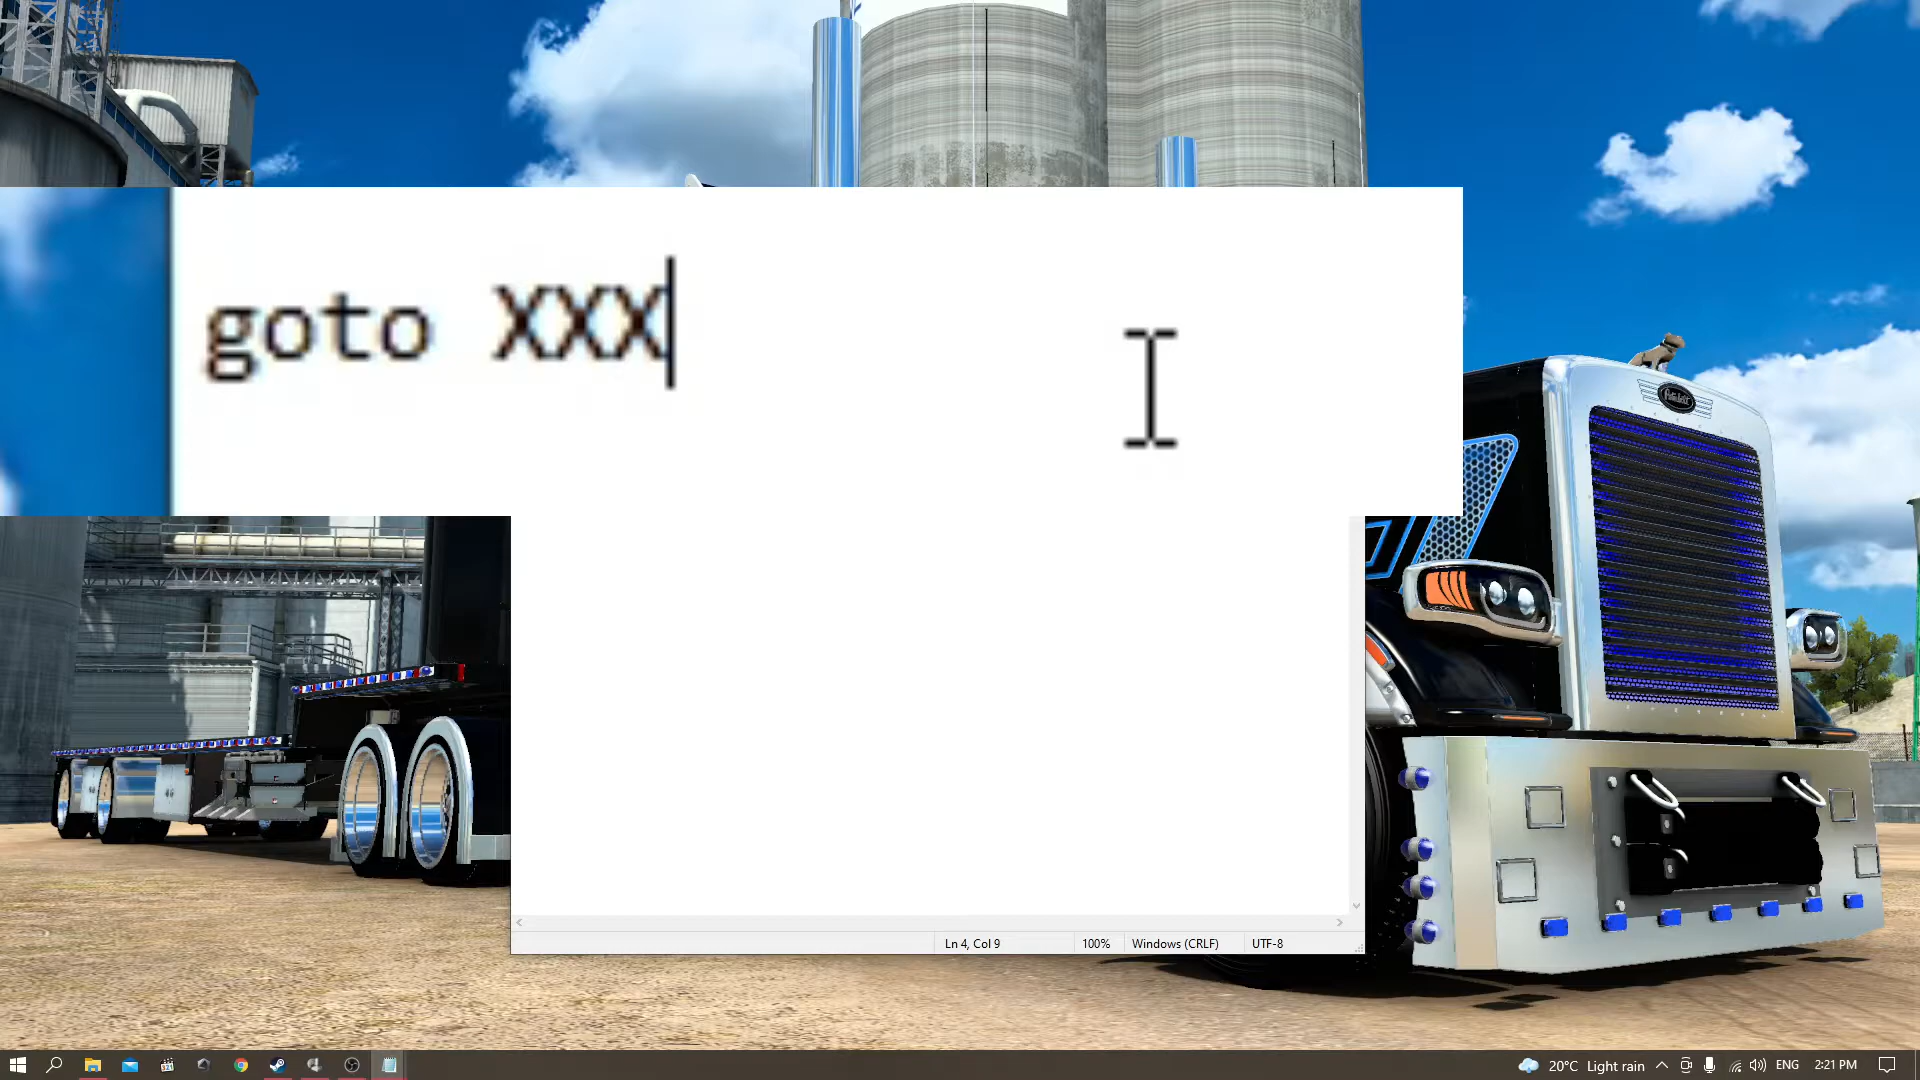 goto XXX
Ln 4, Col 9
100%
Windows (CRLF)
UTF-8
20°C Light rain
ENG
2:21 PM